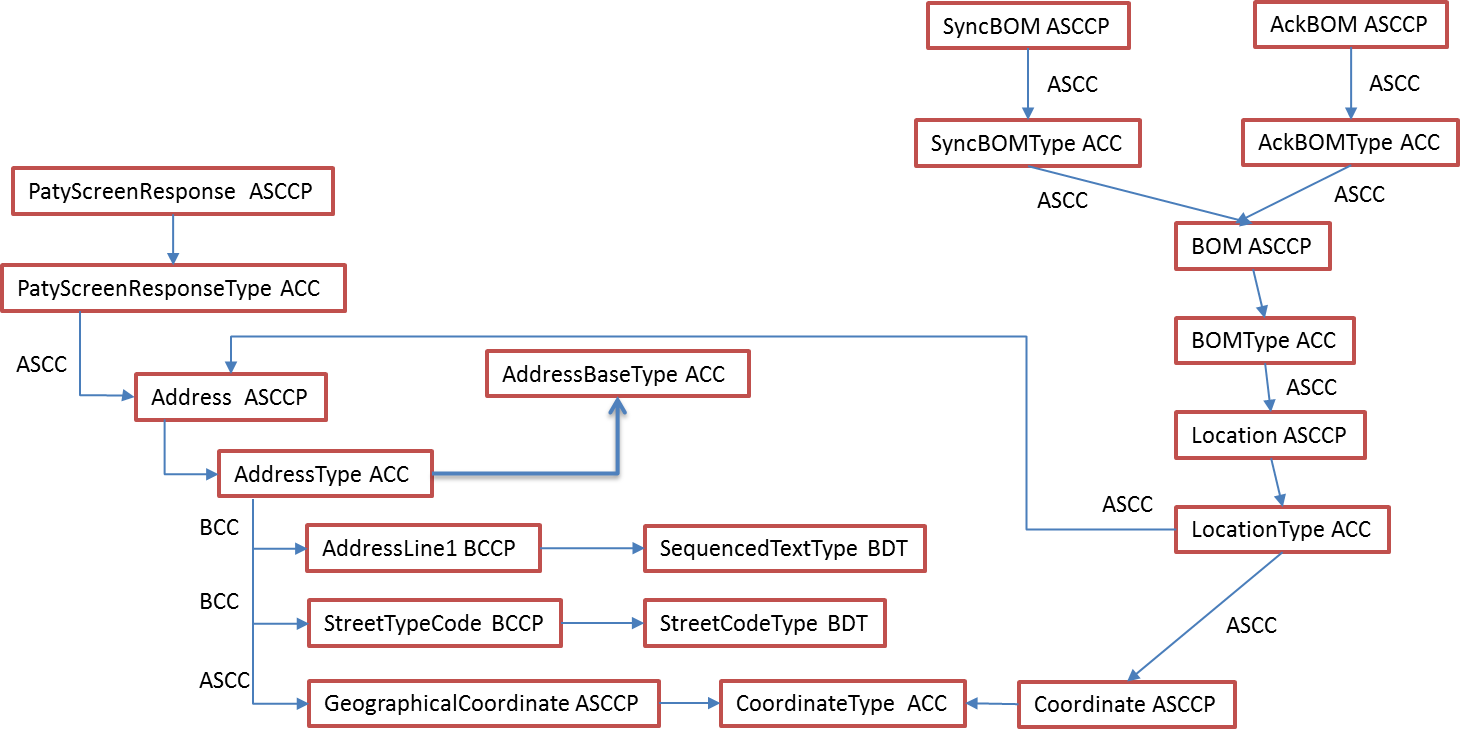 SyncBOM ASCCP
AckBOM ASCCP
ASCC
ASCC
SyncBOMType ACC
AckBOMType ACC
PatyScreenResponse ASCCP
ASCC
ASCC
BOM ASCCP
PatyScreenResponseType ACC
BOMType ACC
ASCC
AddressBaseType ACC
ASCC
Address ASCCP
Location ASCCP
AddressType ACC
ASCC
LocationType ACC
BCC
AddressLine1 BCCP
SequencedTextType BDT
BCC
StreetTypeCode BCCP
StreetCodeType BDT
ASCC
ASCC
GeographicalCoordinate ASCCP
CoordinateType ACC
Coordinate ASCCP